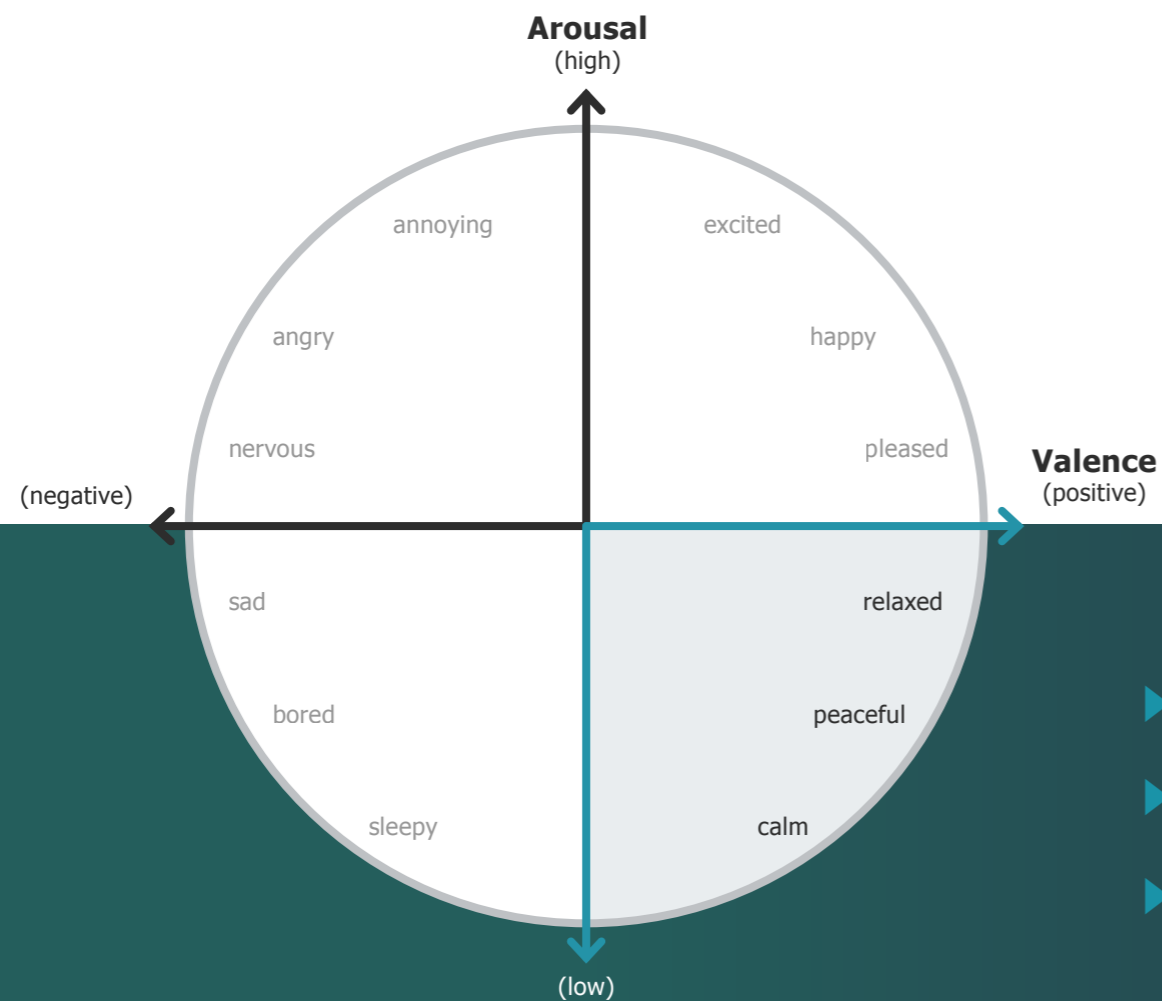 Arousal
(high)
annoying
excited
angry
happy
nervous
pleased
Valence
(positive)
(negative)
sad
relaxed
bored
peaceful
sleepy
calm
(low)